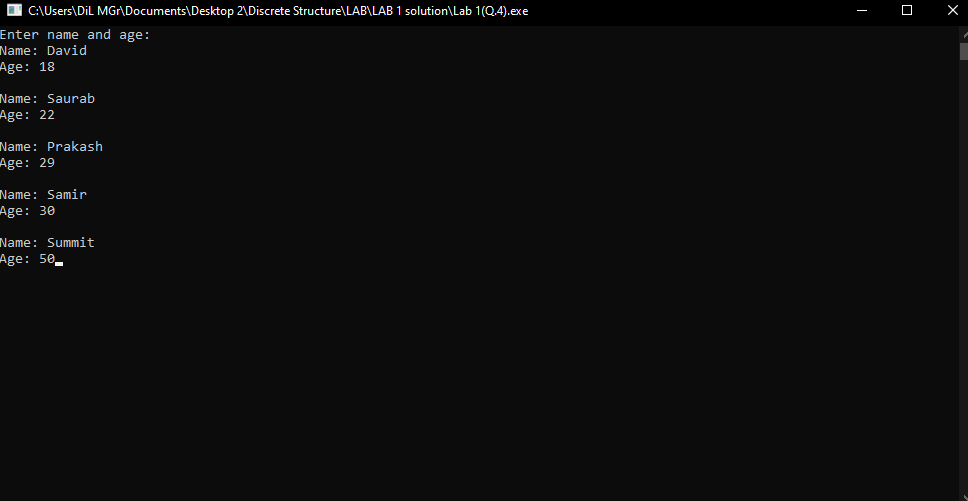 C:\Users\DiL MGr\Documents\Desktop 2\Discrete Structure\LAB\LAB 1 solution\Lab 1(Q.4).exe
Enter name and age:
Name: David
Age: 18
Name: Saurab
Age: 22
Name: Prakash
Age: 29
Name: Samir
Age: 30
Name: Summit
Age: 50